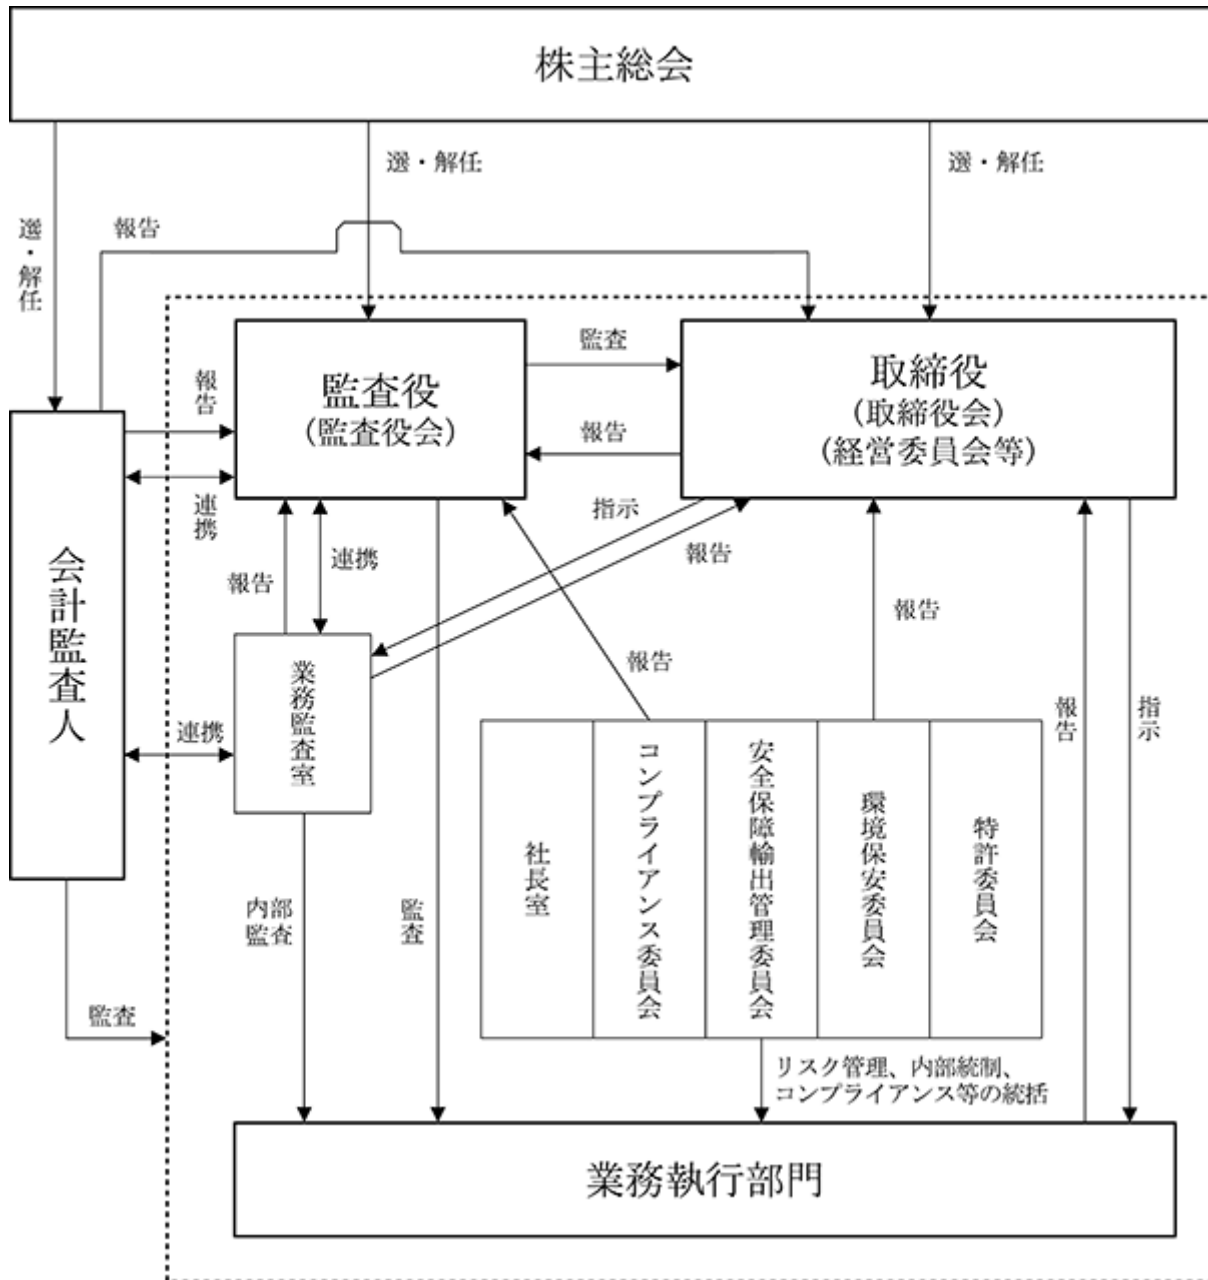 株主総会
選・解任
選・解任
選・解任
報告
監査役
(監査役会)
監査
報告
取締役
(取締役会)
(経営委員会等)
報告
連携
会計監査人
報告
連携
指示
報告
業務監査室
連携
報告
報告
社長室
コンプライアンス委員会
安全保障輸出管理委員会
環境保安委員会
特許委員会
報告
指示
内部
監査
監査
監査
リスク管理、内部統制、
コンプライアンス等の統括
業務執行部門